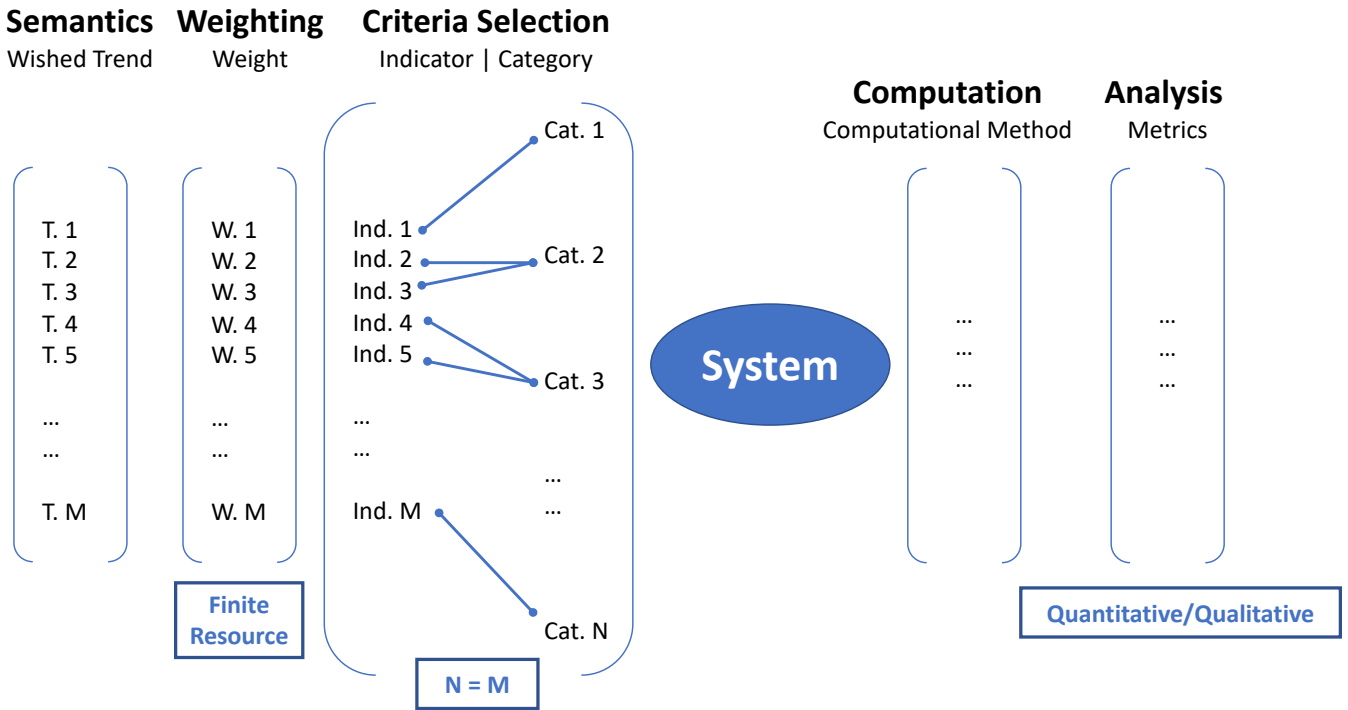 Semantics Weighting Criteria Selection
Wished Trend Weight Indicator | Category
Computation Analysis
Computational Method Metrics
Cat. 1
T. 1 W. 1 Ind. 1
T. 2 W. 2 Ind. 2 Cat. 2
T. 3 W. 3 Ind. 3
T. 4 W. 4 Ind. 4 ... ...
T. 5 W. 5 Ind. 5 ... ...
System
Cat. 3 ... ...
... ... ...
... ... ...
...
T. M W. M Ind. M ...
Finite
Resource
Cat. N
Quantitative/Qualitative
N = M